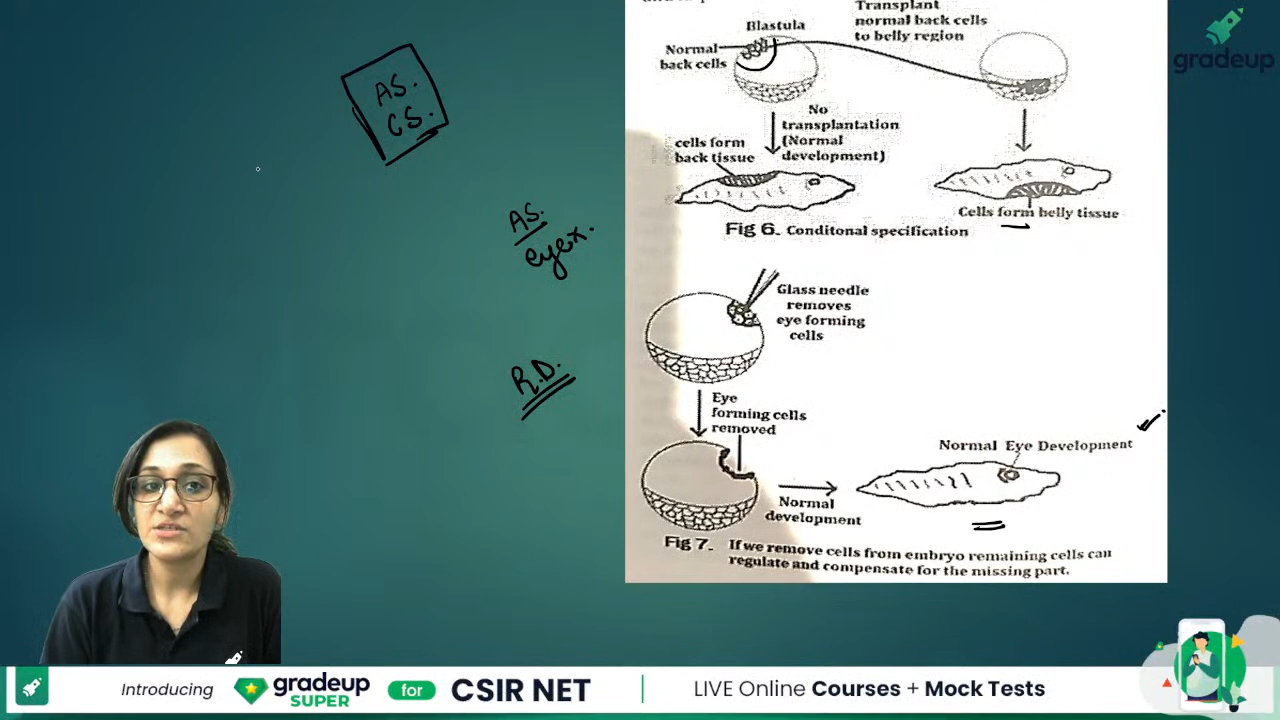 Transplant
normal back cells
to belly region
Blastula
Normal
back cells
No
transplantation
(Normal
development)
cells form
back tissue
Cells form belly tissue
Fig 6. Conditonal specification
Glass needle
removes
eye forming
cells
Eye
forming cells
removed
Normal
development
Normal Eye Development
Fig 7. If we remove cells from embryo remaining cells can
regulate and compensate for the missing part.
AS.
CS.
AS.
eye x.
R.D.
gradeup
Introducing gradeup SUPER for CSIR NET LIVE Online Courses + Mock Tests